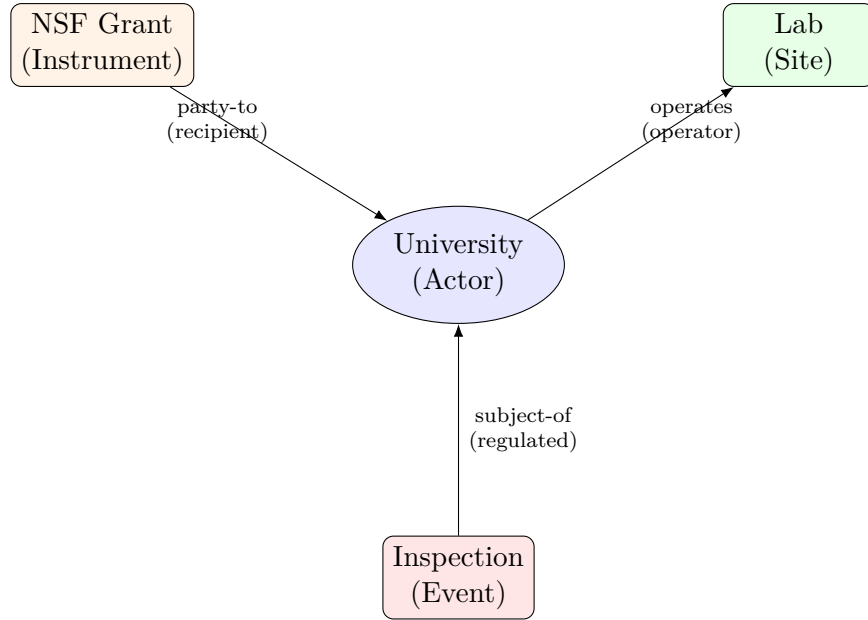 NSF Grant
(Instrument)
Lab
(Site)
party-to
(recipient)
operates
(operator)
University
(Actor)
subject-of
(regulated)
Inspection
(Event)